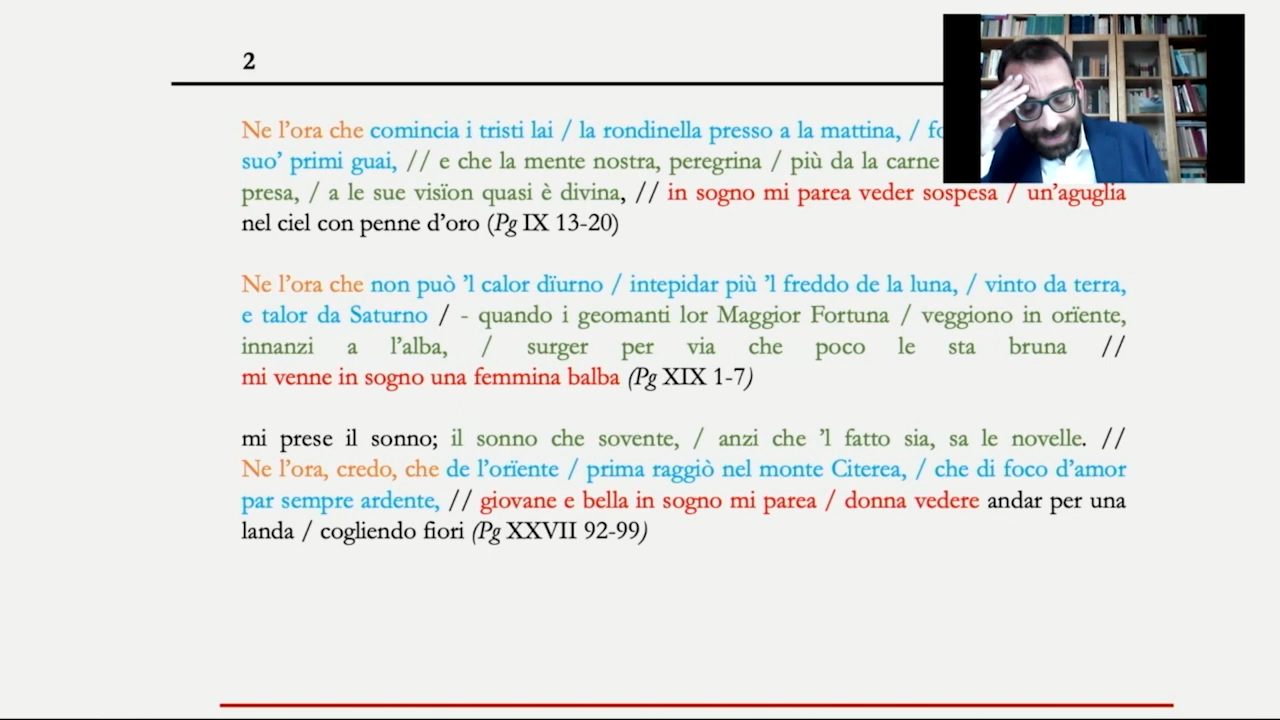 2
Ne l’ora che comincia i tristi lai / la rondinella presso a la mattina, /
suo’ primi guai, // e che la mente nostra, peregrina / più da la carne
presa, / a le sue visïon quasi è divina, // in sogno mi parea veder sospesa / un’aguglia
nel ciel con penne d’oro (Pg IX 13-20)
Ne l’ora che non può ’l calor dïurno / intepidar più ’l freddo de la luna, / vinto da terra,
e talor da Saturno / - quando i geomanti lor Maggior Fortuna / veggiono in orïente,
innanzi a l’alba, / surger per via che poco le sta bruna //
mi venne in sogno una femmina balba (Pg XIX 1-7)
mi prese il sonno; il sonno che sovente, / anzi che ’l fatto sia, sa le novelle. //
Ne l’ora, credo, che de l’orïente / prima raggiò nel monte Citerea, / che di foco d’amor
par sempre ardente, // giovane e bella in sogno mi parea / donna vedere andar per una
landa / cogliendo fiori (Pg XXVII 92-99)